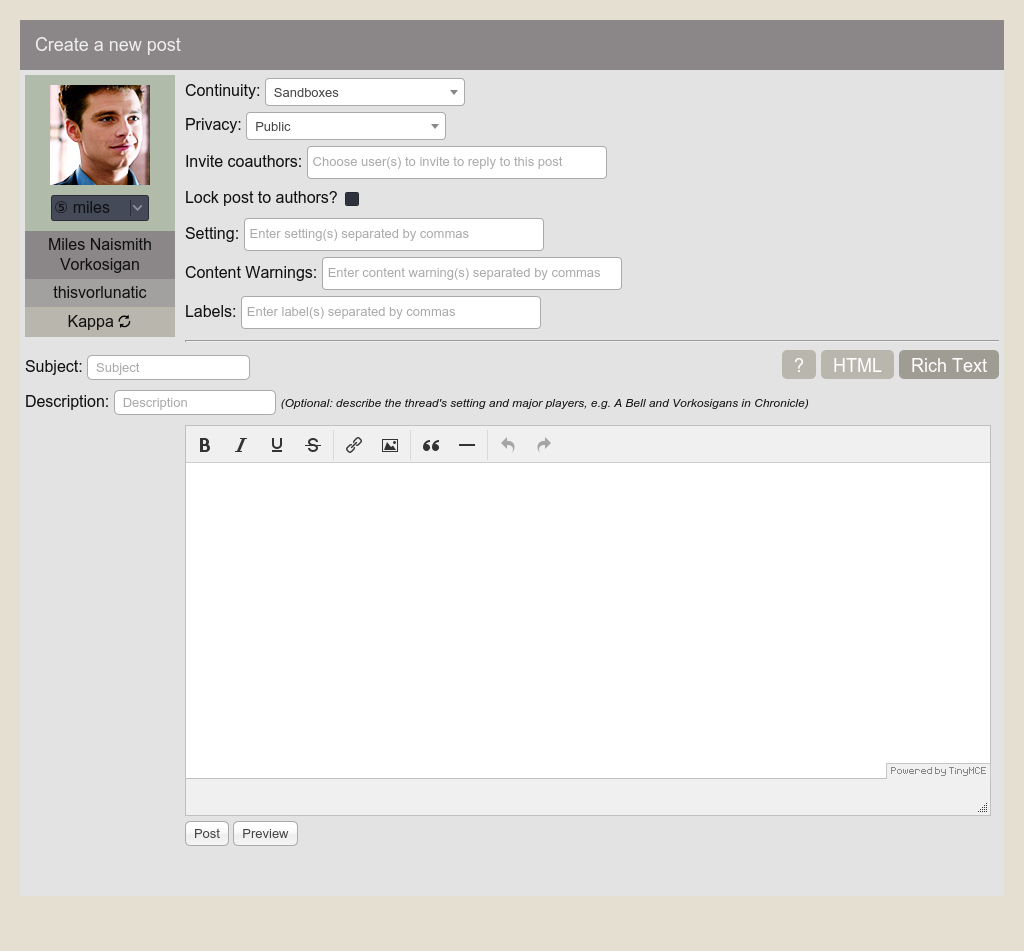 Create a new post
Continuity: Sandboxes
Privacy: Public
Invite coauthors: Choose user(s) to invite to reply to this post
Lock post to authors?
⑤ miles
Setting: Enter setting(s) separated by commas
Miles Naismith
Vorkosigan
Content Warnings: Enter content warning(s) separated by commas
thisvorlunatic
Labels: Enter label(s) separated by commas
Kappa
Subject: Subject
? HTML Rich Text
Description: Description (Optional: describe the thread's setting and major players, e.g. A Bell and Vorkosigans in Chronicle)
B I U S
Powered by TinyMCE
Post Preview